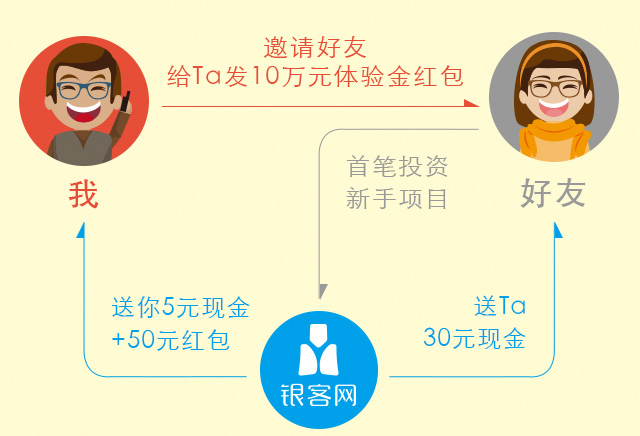 邀请好友
给Ta发10万元体验金红包
我
好友
首笔投资
新手项目
送你5元现金
+50元红包
送Ta
30元现金
银客网